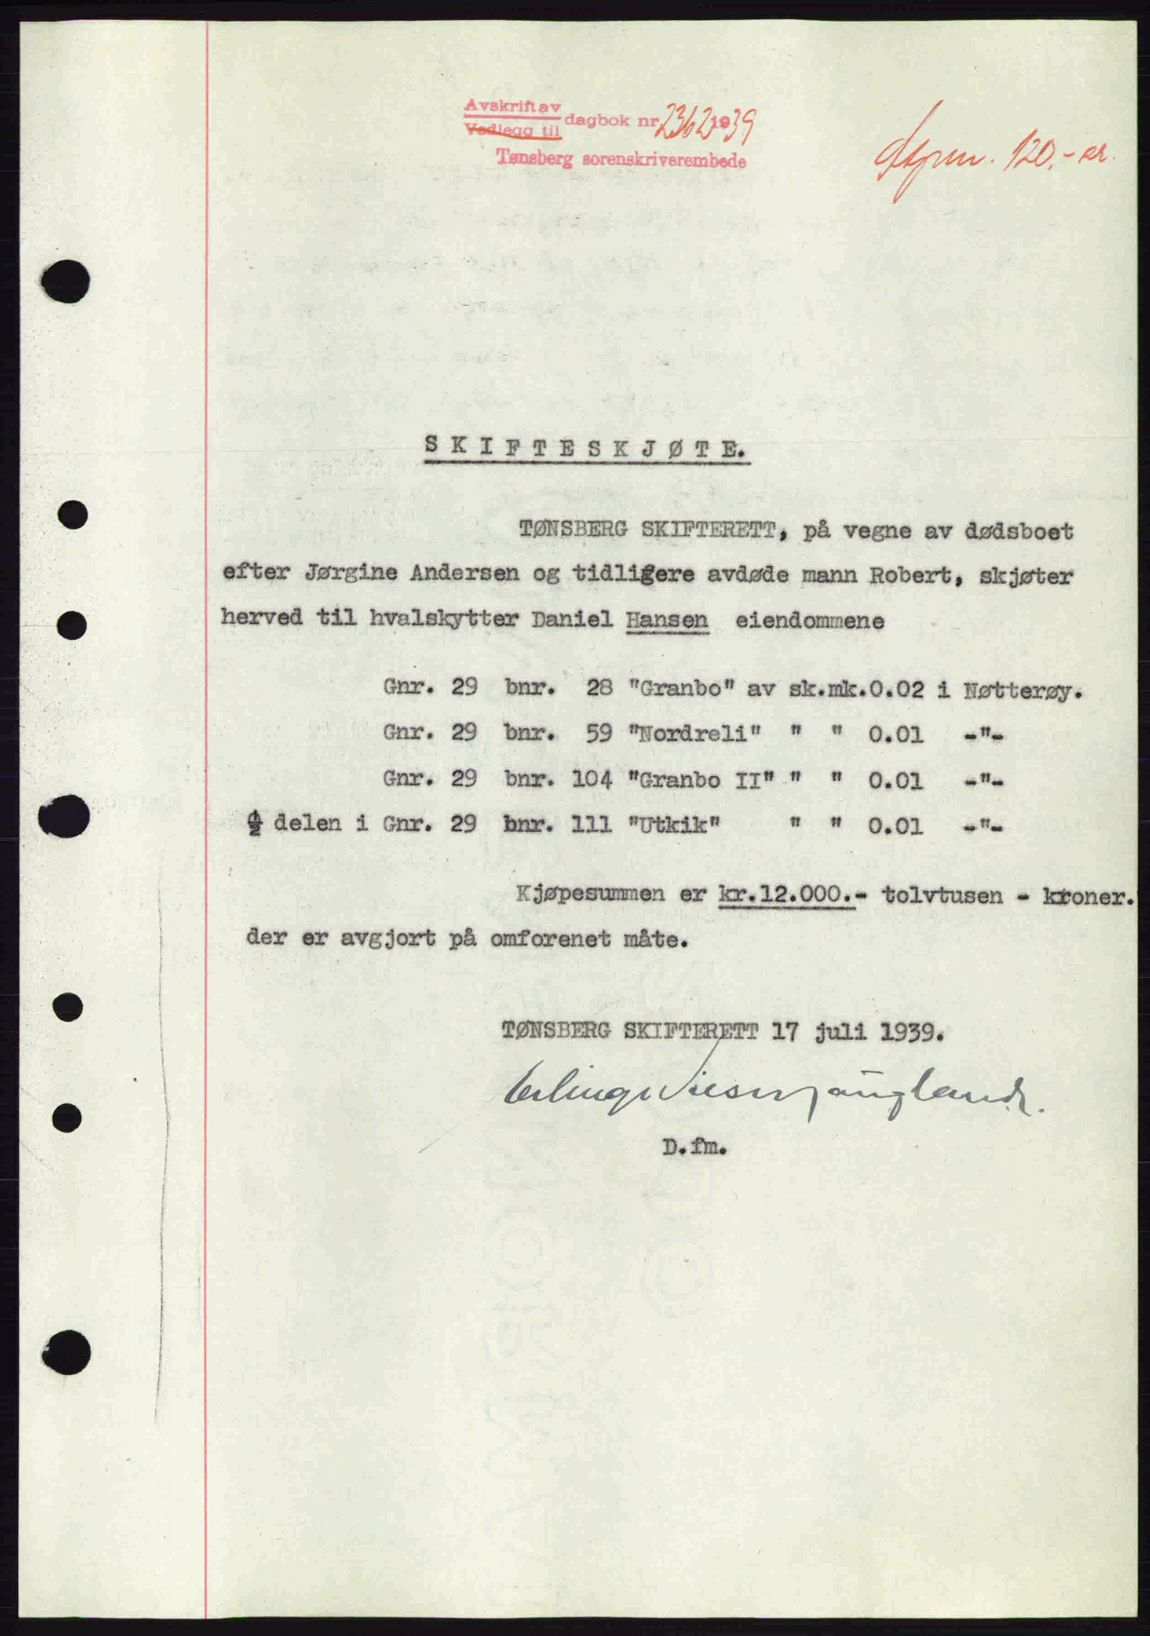 Avskrift av
Vedlegg til
dagbok nr 2362 1939
Tønsberg sorenskriverembede
120,- kr.
SKIFTESKJØTE.
TØNSBERG SKIFTERETT, på vegne av dødsboet
efter Jørgine Andersen og tidligere avdøde mann Robert, skjøter
herved til hvalskytter Daniel Hansen eiendommene
Gnr. 29 bnr. 28 "Granbo" av sk.mk.0.02 i Nøtterøy.
Gnr. 29 bnr. 59 "Nordreli" " " 0.01 -"-
Gnr. 29 bnr. 104 "Granbo II" " " 0.01 -"-
½ delen i Gnr. 29 bnr. 111 "Utkik" " " 0.01 -"-
Kjøpesummen er kr.12.000.- tolvtusen - kroner.
der er avgjort på omforenet måte.
TØNSBERG SKIFTERETT 17 juli 1939.
Erling
D.fm.